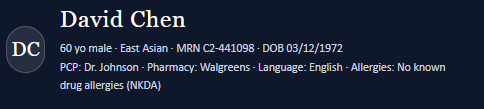 David Chen
DC
60 yo male · East Asian · MRN C2-441098 · DOB 03/12/1972
PCP: Dr. Johnson · Pharmacy: Walgreens · Language: English · Allergies: No known
drug allergies (NKDA)